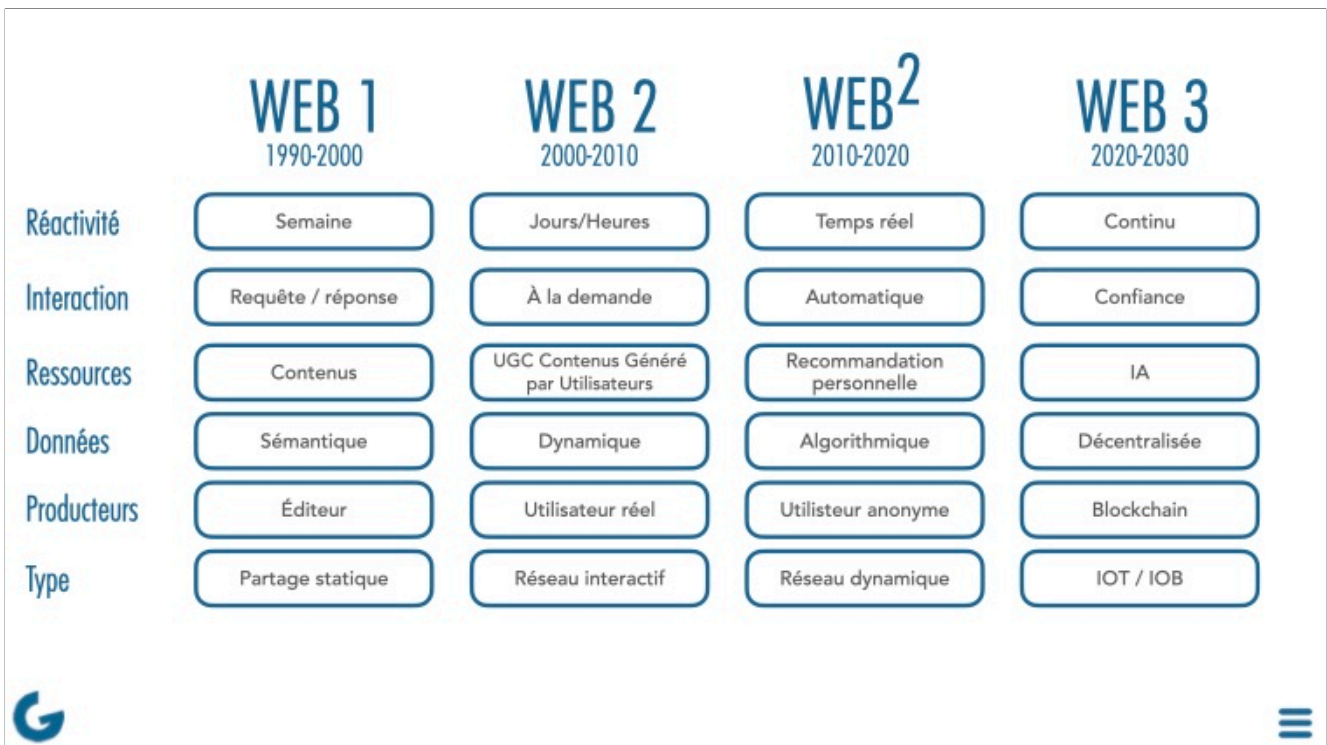 WEB 1
WEB 2
WEB²
WEB 3
1990-2000
2000-2010
2010-2020
2020-2030
Réactivité
Semaine
Jours/Heures
Temps réel
Continu
Interaction
Requête / réponse
À la demande
Automatique
Confiance
Ressources
Contenus
UGC Contenus Généré
par Utilisateurs
Recommandation
personnelle
IA
Données
Sémantique
Dynamique
Algorithmique
Décentralisée
Producteurs
Éditeur
Utilisateur réel
Utilisteur anonyme
Blockchain
Type
Partage statique
Réseau interactif
Réseau dynamique
IOT / IOB
G